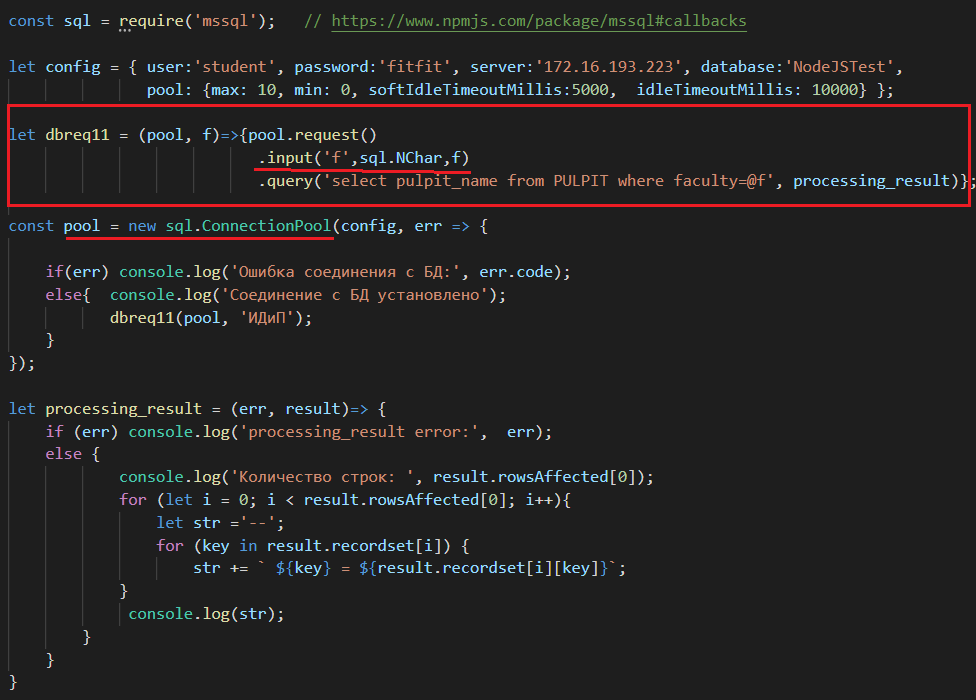 const sql = require('mssql');   // https://www.npmjs.com/package/mssql#callbacks
let config = { user:'student', password:'fitfit', server:'172.16.193.223', database:'NodeJSTest',
pool: {max: 10, min: 0, softIdleTimeoutMillis:5000,  idleTimeoutMillis: 10000} };
let dbreq11 = (pool, f)=>{pool.request()
.input('f',sql.NChar,f)
.query('select pulpit_name from PULPIT where faculty=@f', processing_result)};
const pool = new sql.ConnectionPool(config, err => {
if(err) console.log('Ошибка соединения с БД:', err.code);
else{  console.log('Соединение с БД установлено');
dbreq11(pool, 'ИДиП');
}
});
let processing_result = (err, result)=> {
if (err) console.log('processing_result error:',  err);
else {
console.log('Количество строк: ', result.rowsAffected[0]);
for (let i = 0; i < result.rowsAffected[0]; i++){
let str ='--';
for (key in result.recordset[i]) {
str += ` ${key} = ${result.recordset[i][key]}`;
}
console.log(str);
}
}
}